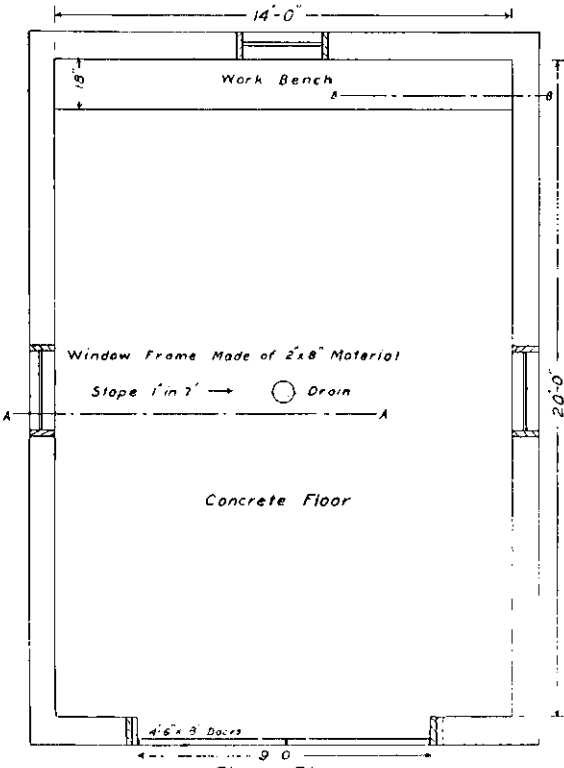 14'-0"
18"
Work Bench
B B
Window Frame Made of 2"x8" Material
Slope 1" in 7' → Drain
A A
20'-0"
Concrete Floor
4'-6" x 8' Doors
9 0